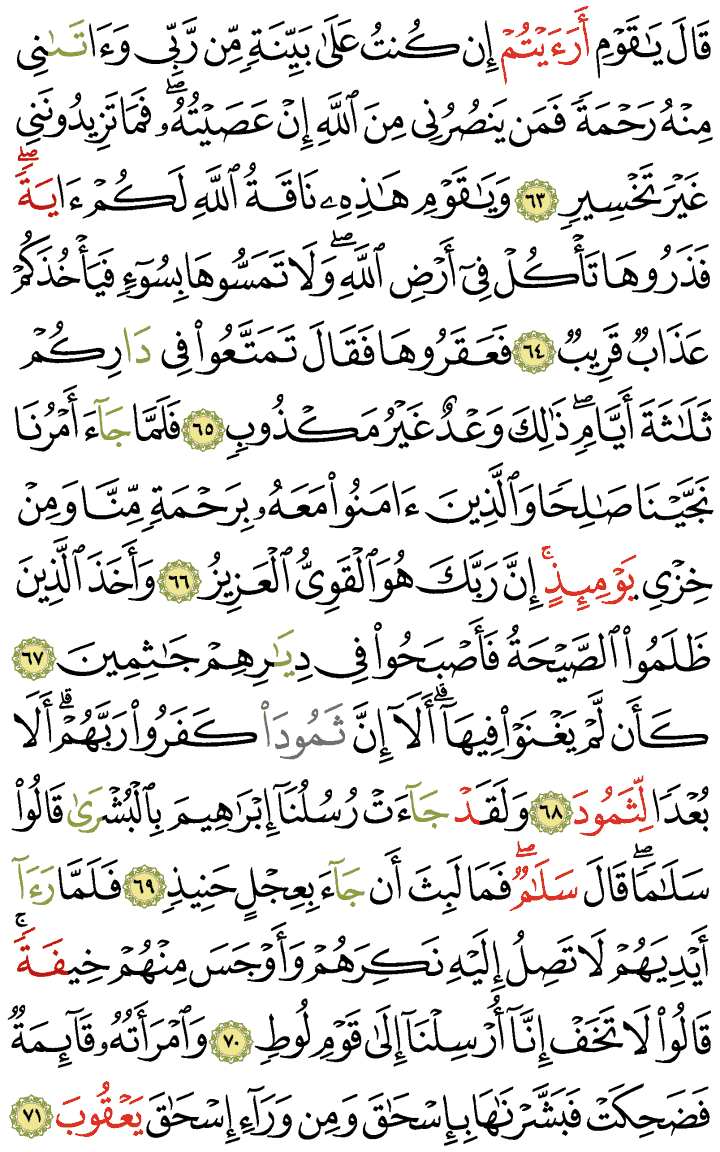 قَالَ يَٰقَوْمِ أَرَءَيْتُمْ إِن كُنتُ عَلَىٰ بَيِّنَةٍ مِّن رَّبِّي وَءَاتَىٰنِي
مِنْهُ رَحْمَةً فَمَن يَنصُرُنِي مِنَ ٱللَّهِ إِنْ عَصَيْتُهُۥۖ فَمَا تَزِيدُونَنِي
غَيْرَ تَخْسِيرٍ ٦٣ وَيَٰقَوْمِ هَٰذِهِۦ نَاقَةُ ٱللَّهِ لَكُمْ ءَايَةًۖ
فَذَرُوهَا تَأْكُلْ فِيٓ أَرْضِ ٱللَّهِۖ وَلَا تَمَسُّوهَا بِسُوٓءٍ فَيَأْخُذَكُمْ
عَذَابٌ قَرِيبٌ ٦٤ فَعَقَرُوهَا فَقَالَ تَمَتَّعُواْ فِي دَارِكُمْ
ثَلَٰثَةَ أَيَّامٍۖ ذَٰلِكَ وَعْدٌ غَيْرُ مَكْذُوبٍ ٦٥ فَلَمَّا جَآءَ أَمْرُنَا
نَجَّيْنَا صَٰلِحًا وَٱلَّذِينَ ءَامَنُواْ مَعَهُۥ بِرَحْمَةٍ مِّنَّا وَمِنْ
خِزْيِ يَوْمِئِذٍۚ إِنَّ رَبَّكَ هُوَ ٱلْقَوِيُّ ٱلْعَزِيزُ ٦٦ وَأَخَذَ ٱلَّذِينَ
ظَلَمُواْ ٱلصَّيْحَةُ فَأَصْبَحُواْ فِي دِيَٰرِهِمْ جَٰثِمِينَ ٦٧
كَأَن لَّمْ يَغْنَوْاْ فِيهَآۗ أَلَآ إِنَّ ثَمُودَاْ كَفَرُواْ رَبَّهُمْۗ أَلَا
بُعْدًا لِّثَمُودَ ٦٨ وَلَقَدْ جَآءَتْ رُسُلُنَآ إِبْرَٰهِيمَ بِٱلْبُشْرَىٰ قَالُواْ
سَلَٰمًاۖ قَالَ سَلَٰمٌۖ فَمَا لَبِثَ أَن جَآءَ بِعِجْلٍ حَنِيذٍ ٦٩ فَلَمَّا رَءَآ
أَيْدِيَهُمْ لَا تَصِلُ إِلَيْهِ نَكِرَهُمْ وَأَوْجَسَ مِنْهُمْ خِيفَةًۚ
قَالُواْ لَا تَخَفْ إِنَّآ أُرْسِلْنَآ إِلَىٰ قَوْمِ لُوطٍ ٧٠ وَٱمْرَأَتُهُۥ قَآئِمَةٌ
فَضَحِكَتْ فَبَشَّرْنَٰهَا بِإِسْحَٰقَ وَمِن وَرَآءِ إِسْحَٰقَ يَعْقُوبَ ٧١